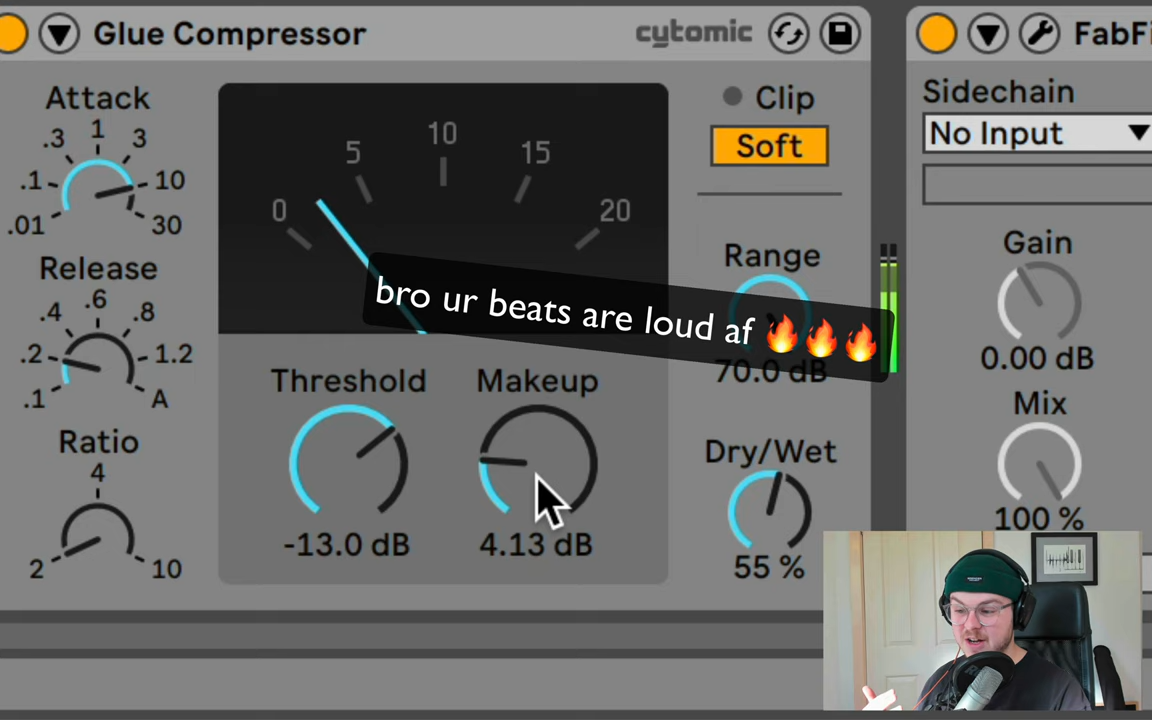 Glue Compressor
cytomic
FabFi
Attack
.3
1
3
.1
10
.01
30
Release
.4
.6
.8
.2
1.2
.1
A
Ratio
4
2
10
0
5
10
15
20
Threshold
-13.0 dB
Makeup
4.13 dB
Clip
Soft
Range
70.0 dB
Dry/Wet
55 %
bro ur beats are loud af 🔥🔥🔥
Sidechain
No Input
Gain
0.00 dB
Mix
100 %